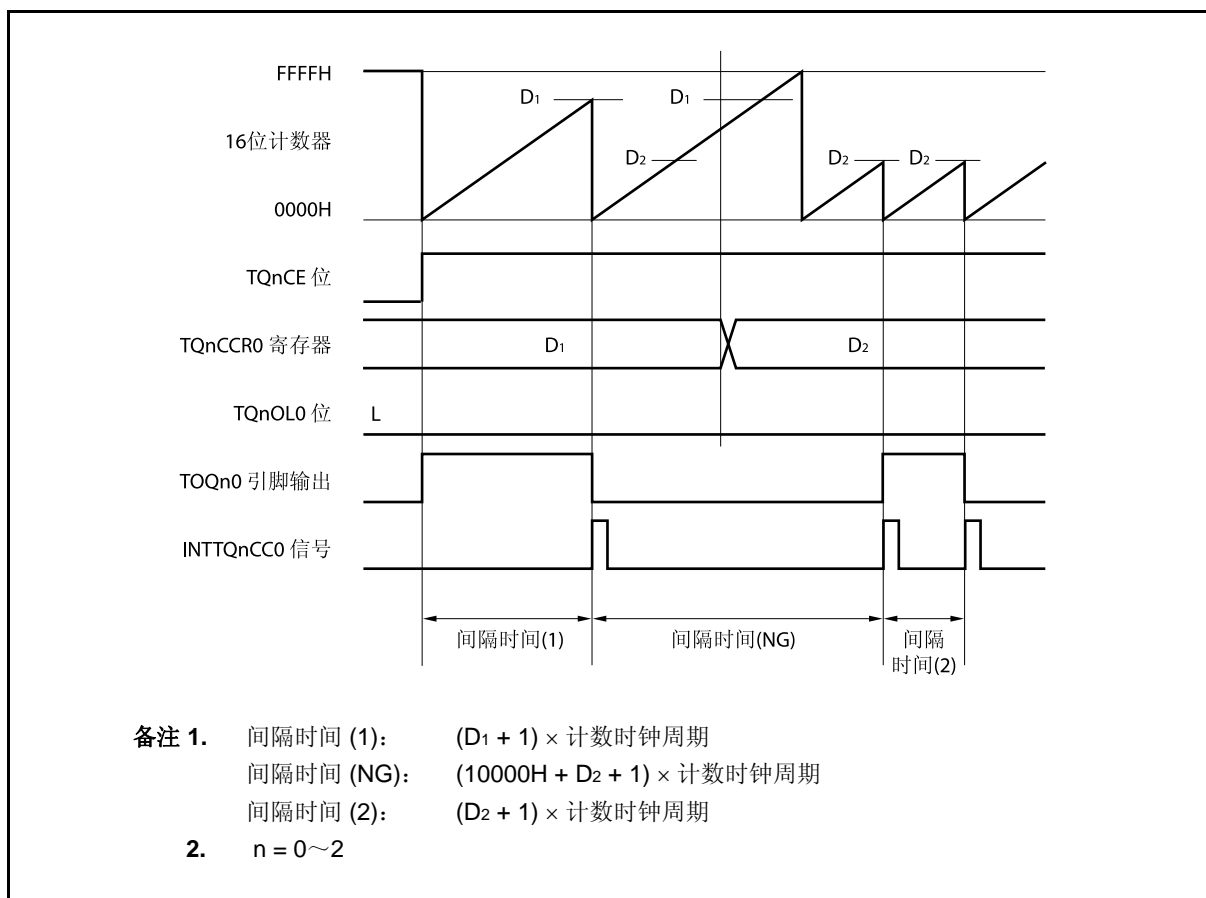 FFFFH
D1
D1
16位计数器
D2
D2
D2
0000H
TQnCE 位
TQnCCR0 寄存器
D1
D2
TQnOL0 位
L
TOQn0 引脚输出
INTTQnCC0 信号
间隔时间(1)
间隔时间(NG)
间隔
时间(2)
备注 1. 间隔时间 (1): (D1 + 1) × 计数时钟周期
间隔时间 (NG): (10000H + D2 + 1) × 计数时钟周期
间隔时间 (2): (D2 + 1) × 计数时钟周期
2. n = 0～2